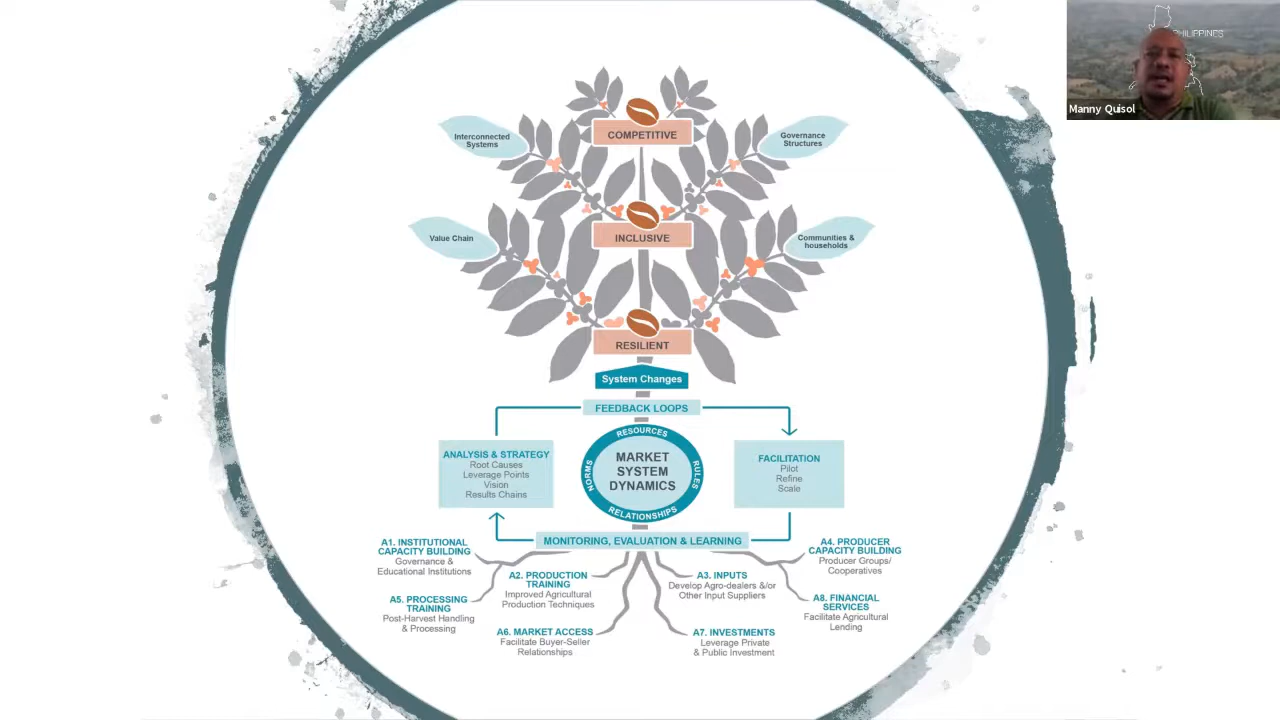 PHILIPPINES
Manny Quisol
COMPETITIVE
Interconnected
Systems
Governance
Structures
INCLUSIVE
Value Chain
Communities &
households
RESILIENT
System Changes
FEEDBACK LOOPS
ANALYSIS & STRATEGY
Root Causes
Leverage Points
Vision
Results Chains
RESOURCES
NORMS
MARKET
SYSTEM
DYNAMICS
RULES
RELATIONSHIPS
FACILITATION
Pilot
Refine
Scale
MONITORING, EVALUATION & LEARNING
A1. INSTITUTIONAL
CAPACITY BUILDING
Governance &
Educational Institutions
A2. PRODUCTION
TRAINING
Improved Agricultural
Production Techniques
A3. INPUTS
Develop Agro-dealers &/or
Other Input Suppliers
A4. PRODUCER
CAPACITY BUILDING
Producer Groups/
Cooperatives
A5. PROCESSING
TRAINING
Post-Harvest Handling
& Processing
A6. MARKET ACCESS
Facilitate Buyer-Seller
Relationships
A7. INVESTMENTS
Leverage Private
& Public Investment
A8. FINANCIAL
SERVICES
Facilitate Agricultural
Lending